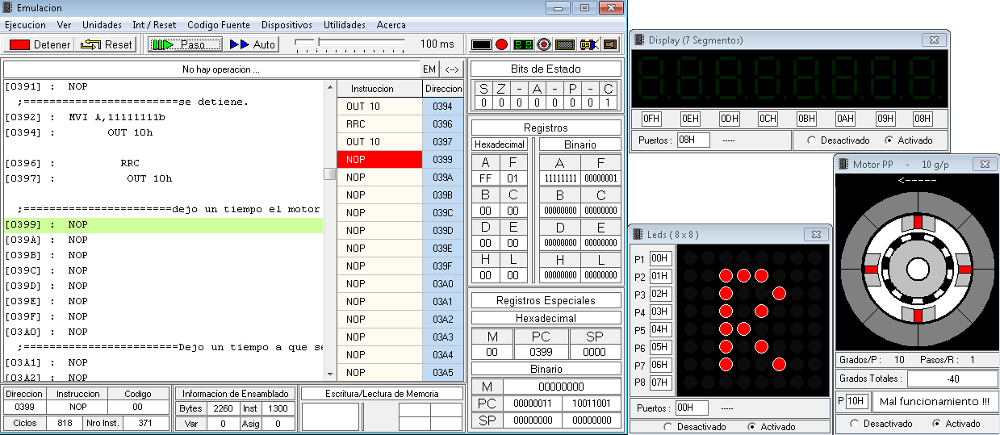 Emulacion
Ejecucion Ver Unidades Int / Reset Codigo Fuente Dispositivos Utilidades Acerca
Detener Reset Paso Auto 100 ms
No hay operacion ... EM <-->
[0391] : NOP
;========================se detiene.
[0392] : MVI A,11111111b
[0394] : OUT 10h
[0396] : RRC
[0397] : OUT 10h
;=======================dejo un tiempo el motor
[0399] : NOP
[039A] : NOP
[039B] : NOP
[039C] : NOP
[039D] : NOP
[039E] : NOP
[039F] : NOP
[03A0] : NOP
;========================Dejo un tiempo a que se
[03A1] : NOP
[03A2] : NOP
Instruccion Direccion
OUT 10 0394
RRC 0396
OUT 10 0397
NOP 0399
NOP 039A
NOP 039B
NOP 039C
NOP 039D
NOP 039E
NOP 039F
NOP 03A0
NOP 03A1
NOP 03A2
NOP 03A3
NOP 03A4
NOP 03A5
Bits de Estado
S Z - A - P - C
0 0 0 0 0 0 0 1
Registros
Hexadecimal Binario
A F A F
FF 01 11111111 00000001
B C B C
00 00 00000000 00000000
D E D E
00 00 00000000 00000000
H L H L
00 00 00000000 00000000
Registros Especiales
Hexadecimal
M PC SP
00 0399 0000
Binario
M 00000000
PC 00000011 10011001
SP 00000000 00000000
Direccion Instruccion Codigo
0399 NOP 00
Ciclos 818 Nro Inst. 371
Informacion de Ensamblado
Bytes 2260 Inst 1300
Var 0 Asig 0
Escritura/Lectura de Memoria
Display (7 Segmentos)
0FH 0EH 0DH 0CH 0BH 0AH 09H 08H
Puertos : 08H ----- Desactivado Activado
Leds ( 8 x 8 )
P1 00H
P2 01H
P3 02H
P4 03H
P5 04H
P6 05H
P7 06H
P8 07H
Puertos : 00H -----
Desactivado Activado
Motor PP - 10 g/p
<-----
Grados/P : 10 Pasos/R : 1
Grados Totales : -40
P 10H Mal funcionamiento !!!
Desactivado Activado